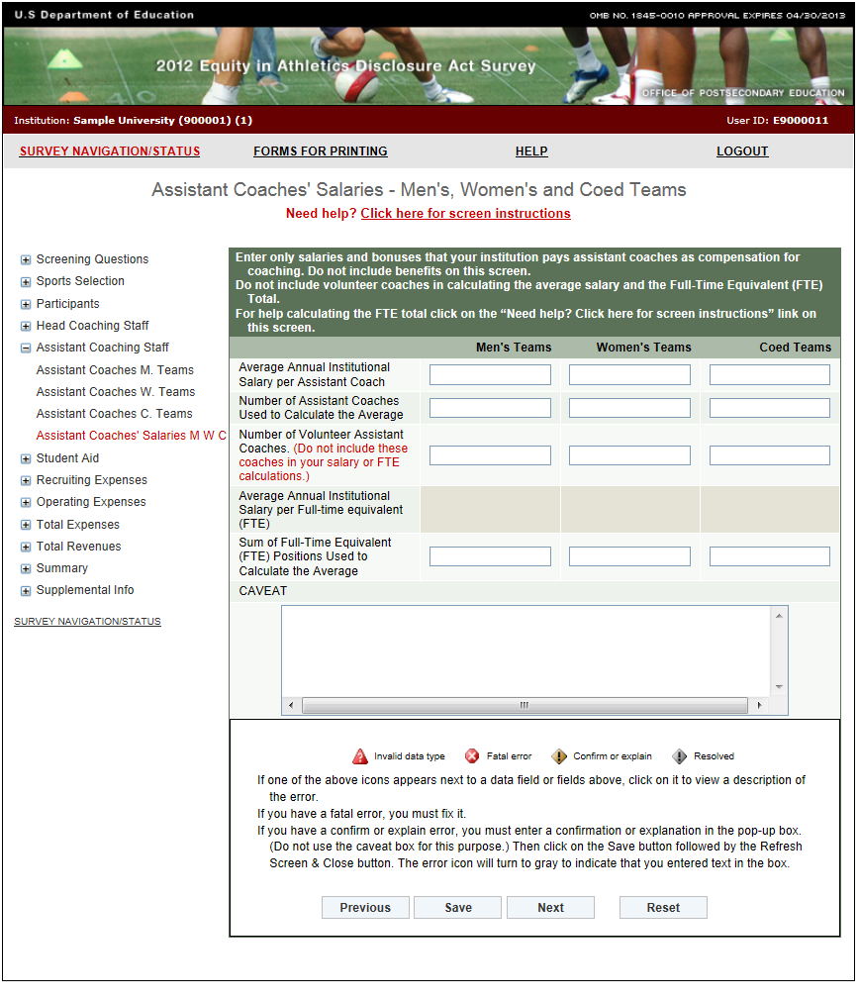 U.S Department of Education
OMB NO. 1845-0010 APPROVAL EXPIRES 04/30/2013
2012 Equity in Athletics Disclosure Act Survey
OFFICE OF POSTSECONDARY EDUCATION
Institution: Sample University (900001) (1)
User ID: E9000011
SURVEY NAVIGATION/STATUS
FORMS FOR PRINTING
HELP
LOGOUT
Assistant Coaches' Salaries - Men's, Women's and Coed Teams
Need help? Click here for screen instructions
Screening Questions
Sports Selection
Participants
Head Coaching Staff
Assistant Coaching Staff
Assistant Coaches M. Teams
Assistant Coaches W. Teams
Assistant Coaches C. Teams
Assistant Coaches' Salaries M W C
Student Aid
Recruiting Expenses
Operating Expenses
Total Expenses
Total Revenues
Summary
Supplemental Info
SURVEY NAVIGATION/STATUS
Enter only salaries and bonuses that your institution pays assistant coaches as compensation for
coaching. Do not include benefits on this screen.
Do not include volunteer coaches in calculating the average salary and the Full-Time Equivalent (FTE)
Total.
For help calculating the FTE total click on the “Need help? Click here for screen instructions” link on
this screen.
Men's Teams
Women's Teams
Coed Teams
Average Annual Institutional
Salary per Assistant Coach
Number of Assistant Coaches
Used to Calculate the Average
Number of Volunteer Assistant
Coaches. (Do not include these
coaches in your salary or FTE
calculations.)
Average Annual Institutional
Salary per Full-time equivalent
(FTE)
Sum of Full-Time Equivalent
(FTE) Positions Used to
Calculate the Average
CAVEAT
Invalid data type
Fatal error
Confirm or explain
Resolved
If one of the above icons appears next to a data field or fields above, click on it to view a description of
the error.
If you have a fatal error, you must fix it.
If you have a confirm or explain error, you must enter a confirmation or explanation in the pop-up box.
(Do not use the caveat box for this purpose.) Then click on the Save button followed by the Refresh
Screen & Close button. The error icon will turn to gray to indicate that you entered text in the box.
Previous
Save
Next
Reset